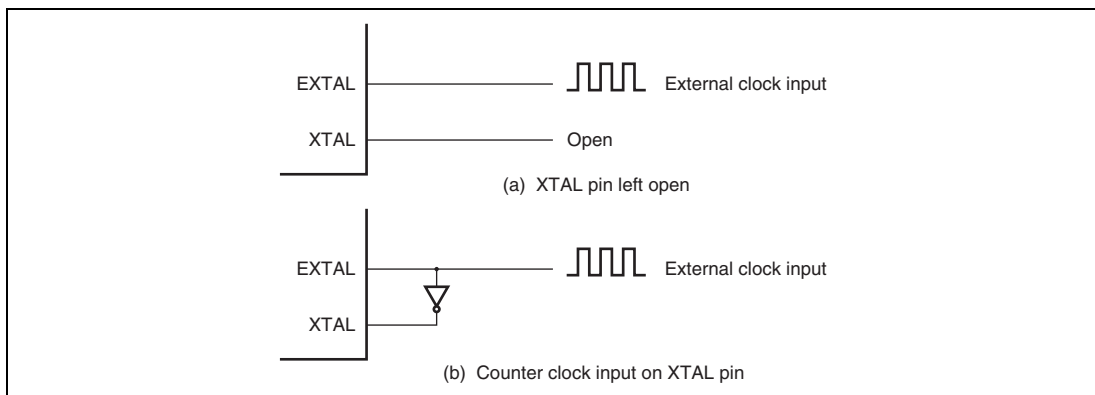 EXTAL
External clock input
XTAL
Open
(a) XTAL pin left open
EXTAL
External clock input
XTAL
(b) Counter clock input on XTAL pin